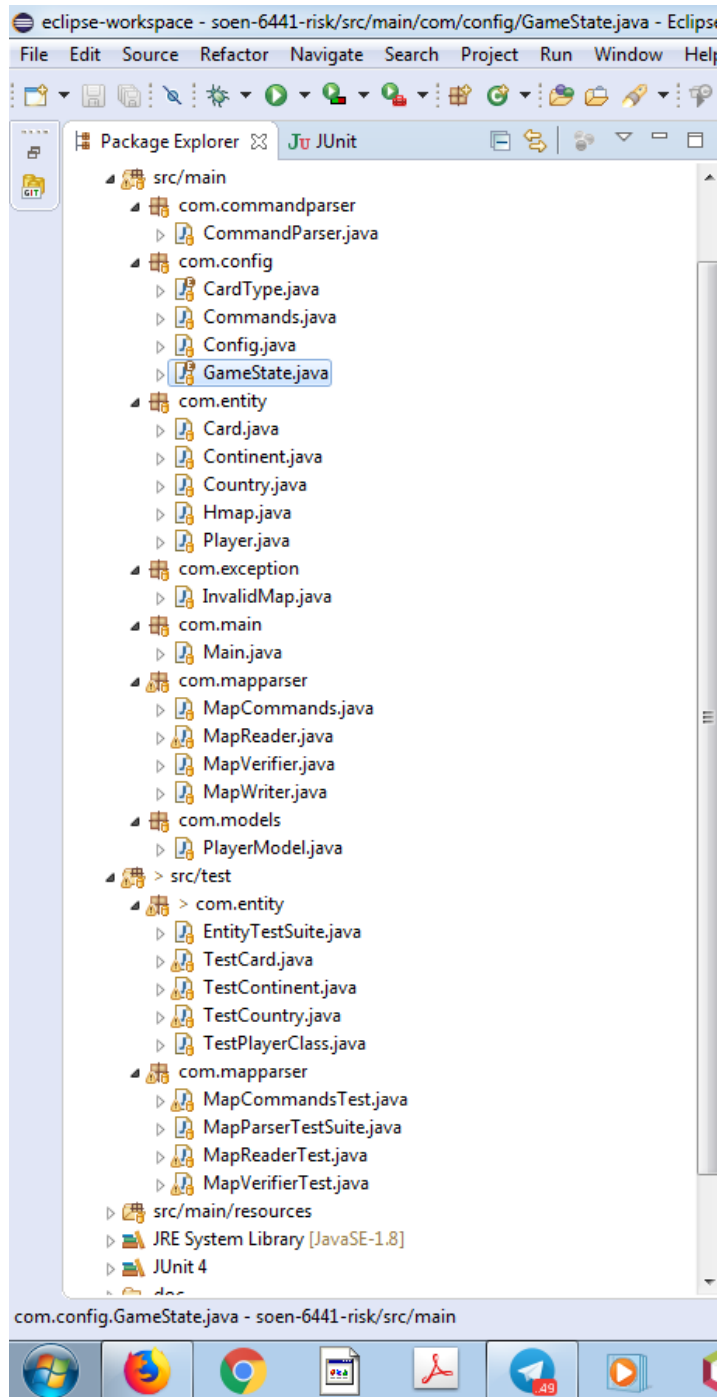 eclipse-workspace - soen-6441-risk/src/main/com/config/GameState.java - Eclipse
File Edit Source Refactor Navigate Search Project Run Window Help
Package Explorer JUnit
GIT
src/main
com.commandparser
CommandParser.java
com.config
CardType.java
Commands.java
Config.java
GameState.java
com.entity
Card.java
Continent.java
Country.java
Hmap.java
Player.java
com.exception
InvalidMap.java
com.main
Main.java
com.mapparser
MapCommands.java
MapReader.java
MapVerifier.java
MapWriter.java
com.models
PlayerModel.java
> src/test
> com.entity
EntityTestSuite.java
TestCard.java
TestContinent.java
TestCountry.java
TestPlayerClass.java
com.mapparser
MapCommandsTest.java
MapParserTestSuite.java
MapReaderTest.java
MapVerifierTest.java
src/main/resources
JRE System Library [JavaSE-1.8]
JUnit 4
doc
com.config.GameState.java - soen-6441-risk/src/main
.49